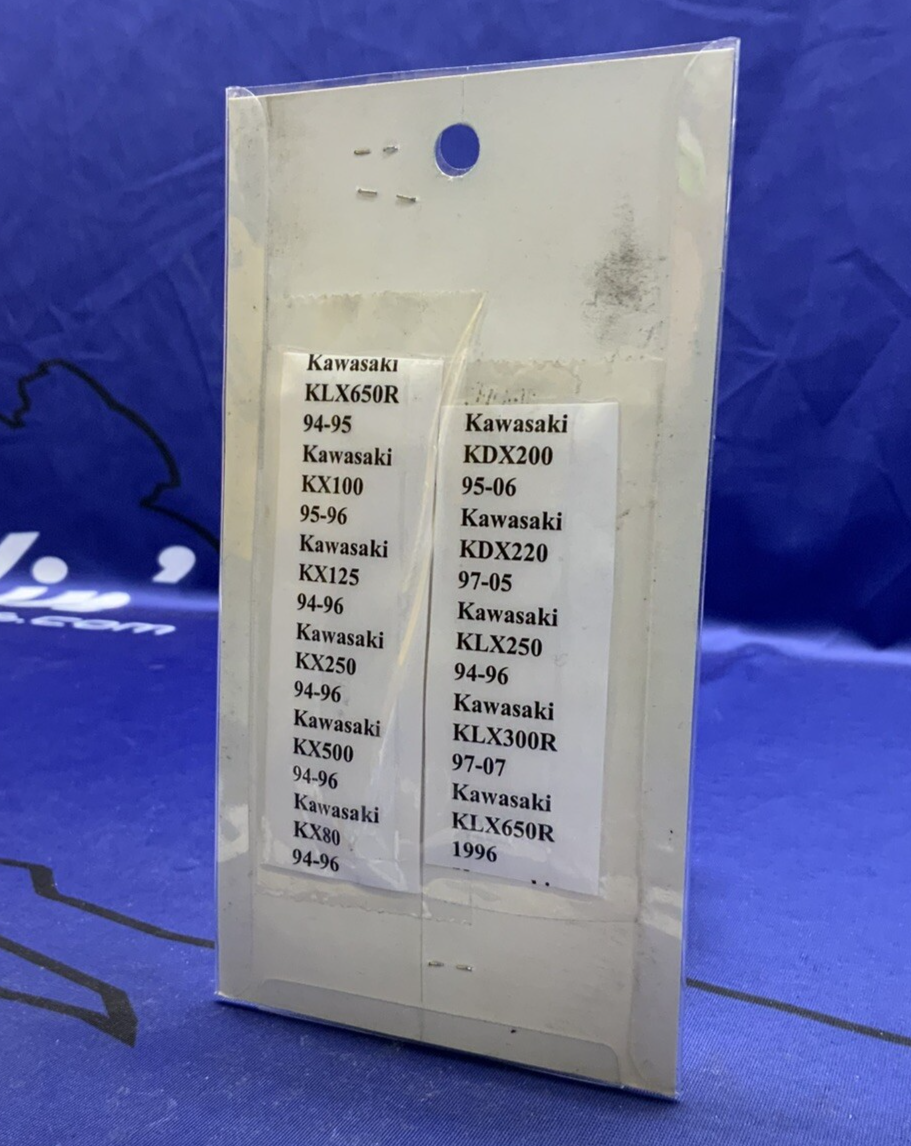 Kawasaki
KLX650R
94-95
Kawasaki
KX100
95-96
Kawasaki
KX125
94-96
Kawasaki
KX250
94-96
Kawasaki
KX500
94-96
Kawasaki
KX80
94-96
Kawasaki
KDX200
95-06
Kawasaki
KDX220
97-05
Kawasaki
KLX250
94-96
Kawasaki
KLX300R
97-07
Kawasaki
KLX650R
1996
.com